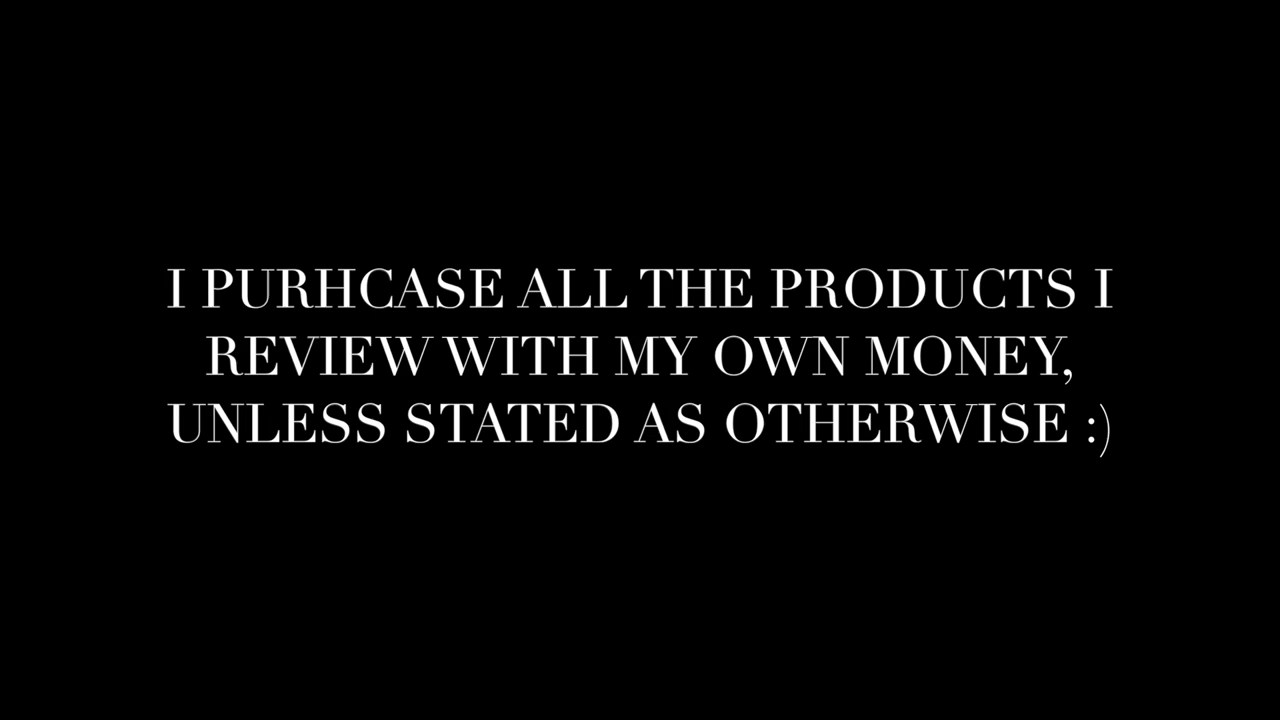 I PURHCASE ALL THE PRODUCTS I
REVIEW WITH MY OWN MONEY,
UNLESS STATED AS OTHERWISE :)